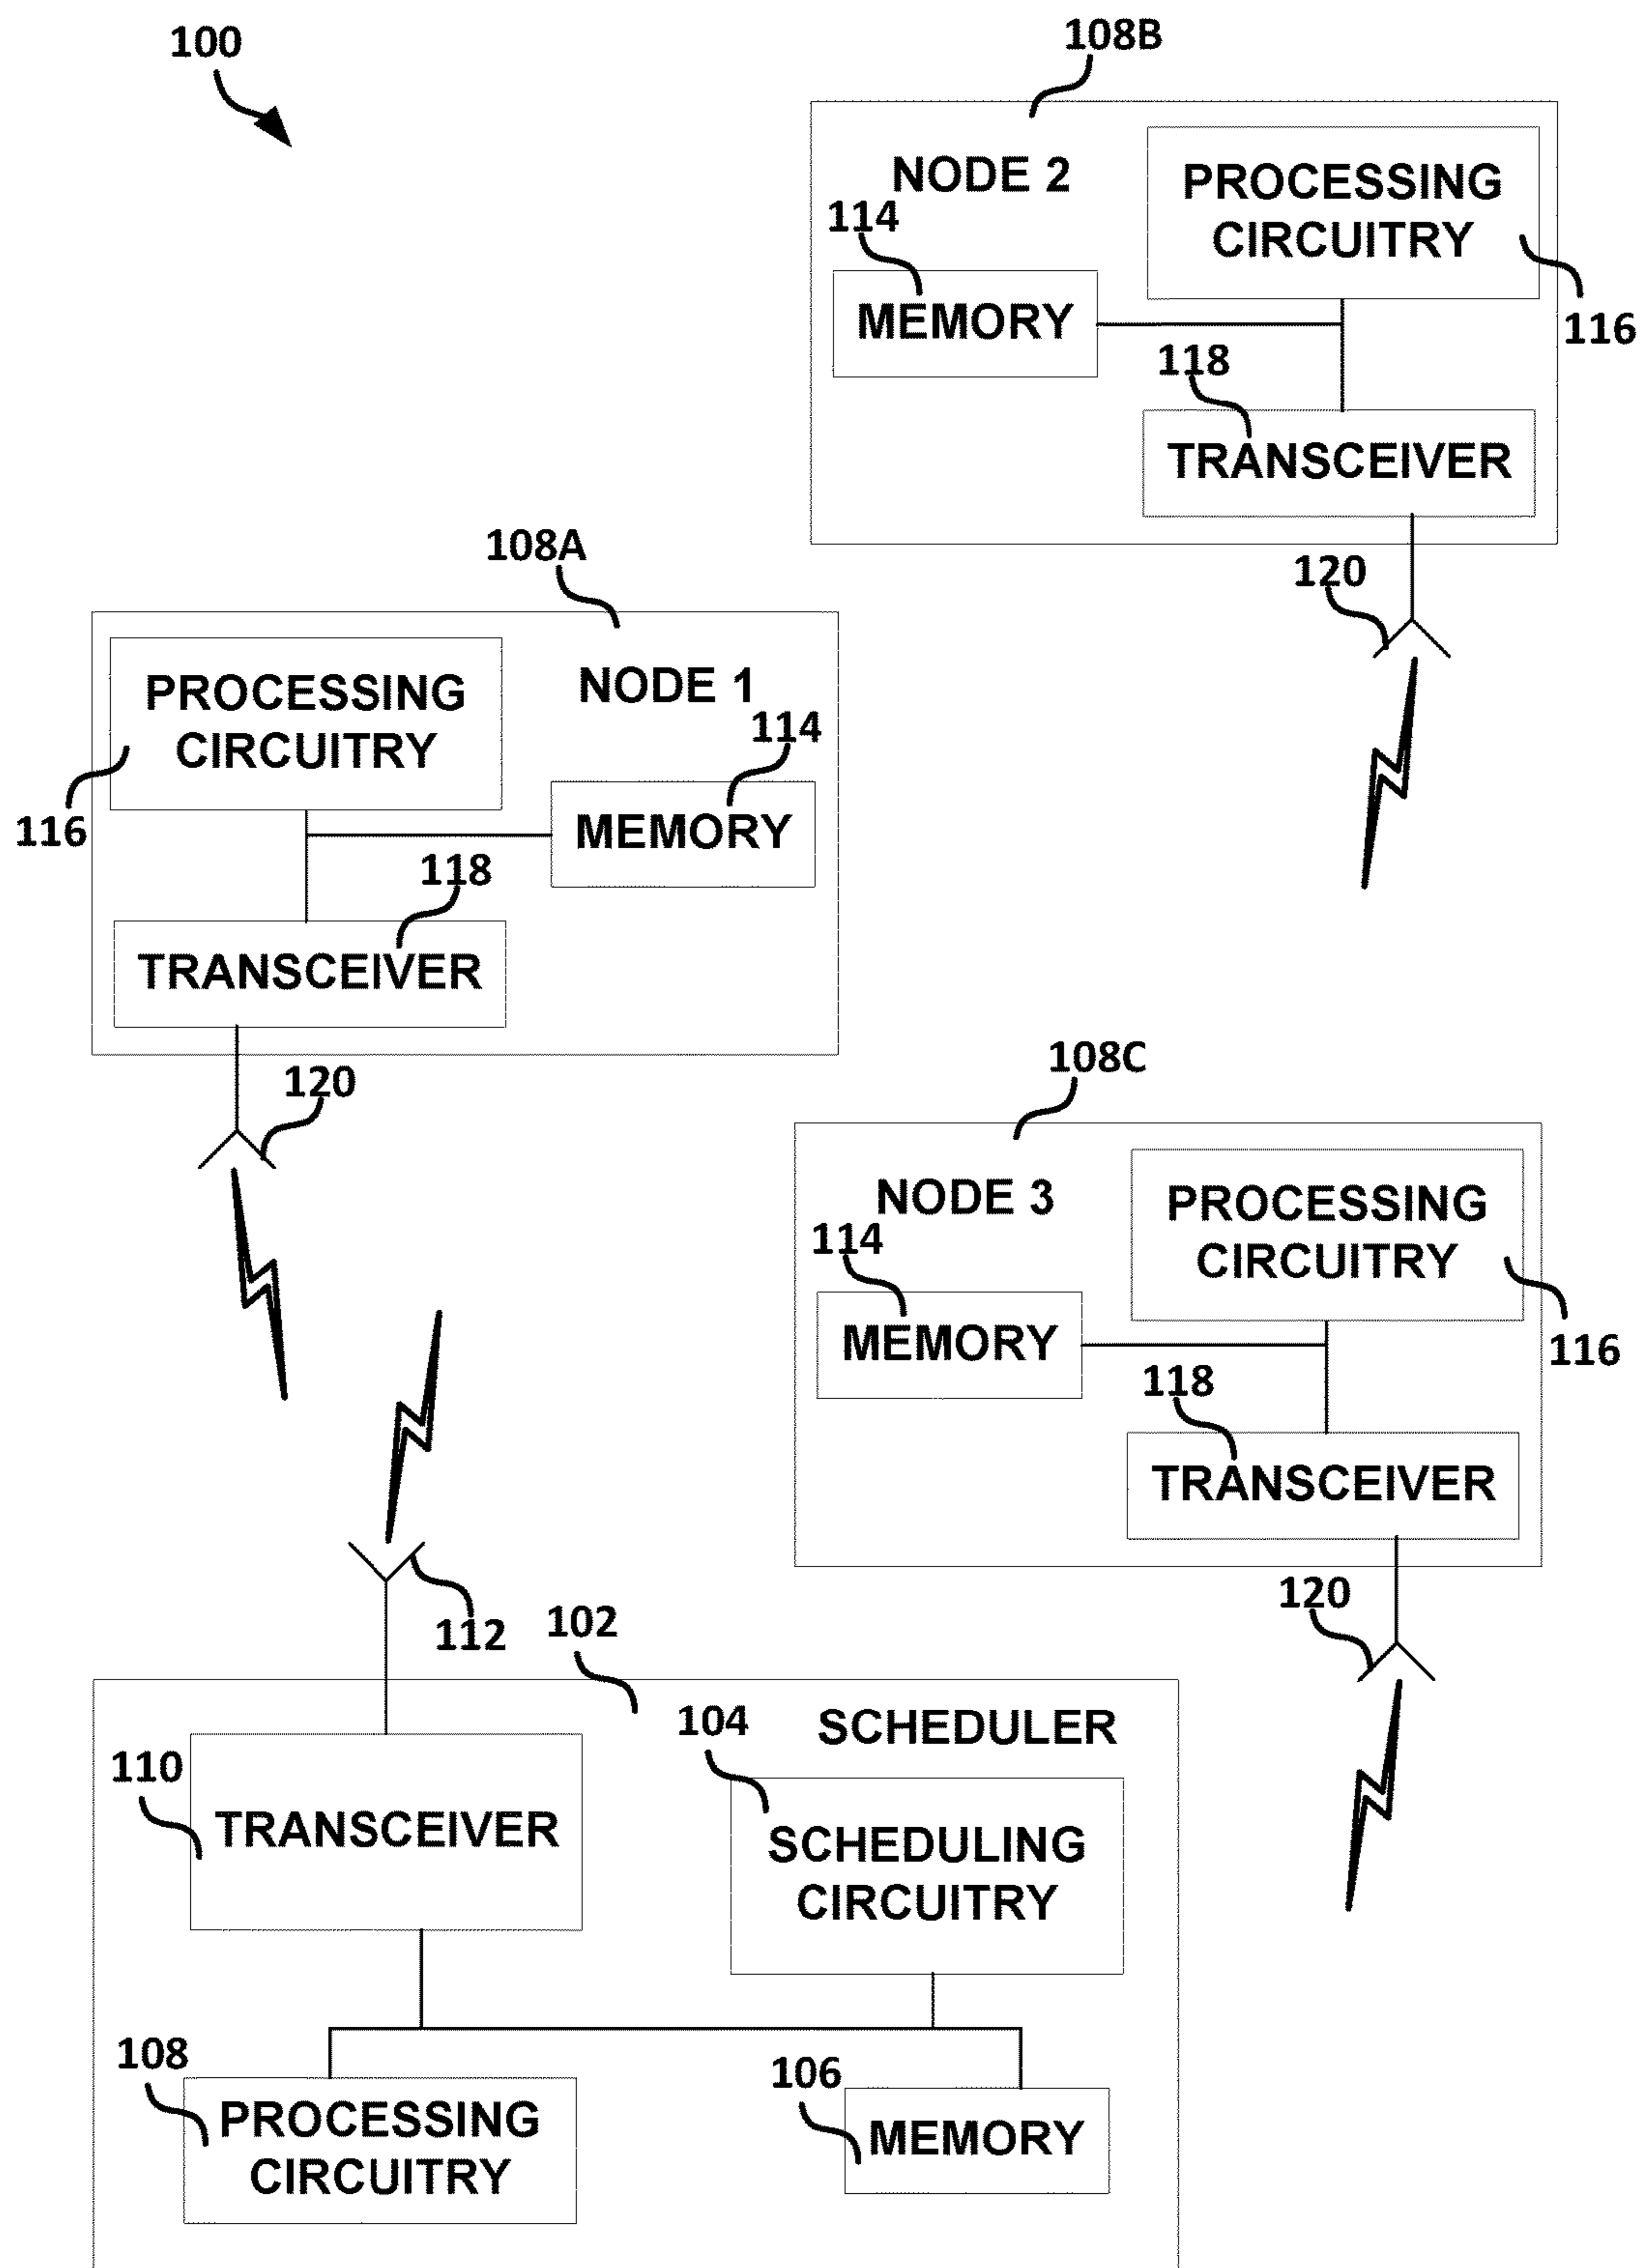 100
108B
NODE 2
PROCESSING
CIRCUITRY
114
MEMORY
116
118
TRANSCEIVER
108A
120
NODE 1
PROCESSING
CIRCUITRY
114
MEMORY
116
118
TRANSCEIVER
120
108C
NODE 3
PROCESSING
CIRCUITRY
114
MEMORY
116
118
TRANSCEIVER
120
112
102
SCHEDULER
104
110
TRANSCEIVER
SCHEDULING
CIRCUITRY
108
PROCESSING
CIRCUITRY
106
MEMORY